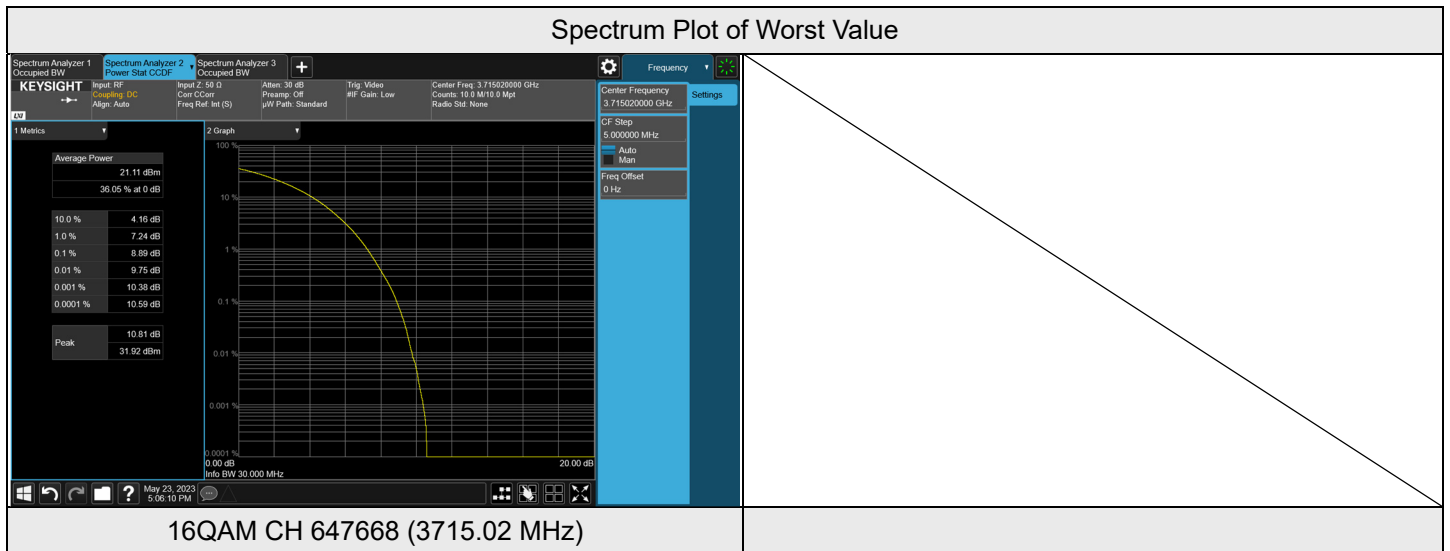 Spectrum Plot of Worst Value
Spectrum Analyzer 1
Occupied BW
Spectrum Analyzer 2
Power Stat CCDF
Spectrum Analyzer 3
Occupied BW
Frequency
KEYSIGHT
LXI
Input: RF
Coupling: DC
Align: Auto
Input Z: 50 Ω
Corr CCorr
Freq Ref: Int (S)
Atten: 30 dB
Preamp: Off
µW Path: Standard
Trig: Video
#IF Gain: Low
Center Freq: 3.715020000 GHz
Counts: 10.0 M/10.0 Mpt
Radio Std: None
Center Frequency
3.715020000 GHz
Settings
CF Step
5.000000 MHz
Auto
Man
Freq Offset
0 Hz
1 Metrics
Average Power
21.11 dBm
36.05 % at 0 dB
10.0 % 4.16 dB
1.0 % 7.24 dB
0.1 % 8.89 dB
0.01 % 9.75 dB
0.001 % 10.38 dB
0.0001 % 10.59 dB
Peak
10.81 dB
31.92 dBm
2 Graph
100 %
10 %
1 %
0.1 %
0.01 %
0.001 %
0.0001 %
0.00 dB 20.00 dB
Info BW 30.000 MHz
?
May 23, 2023
5:06:10 PM
16QAM CH 647668 (3715.02 MHz)